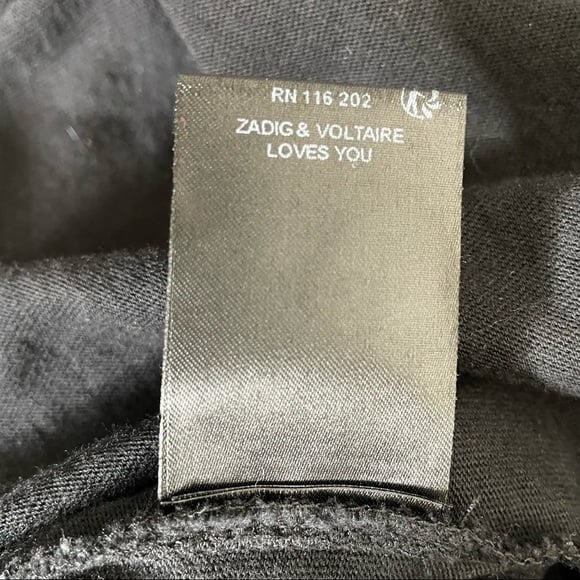 RN 116 202
ZADIG & VOLTAIRE
LOVES YOU